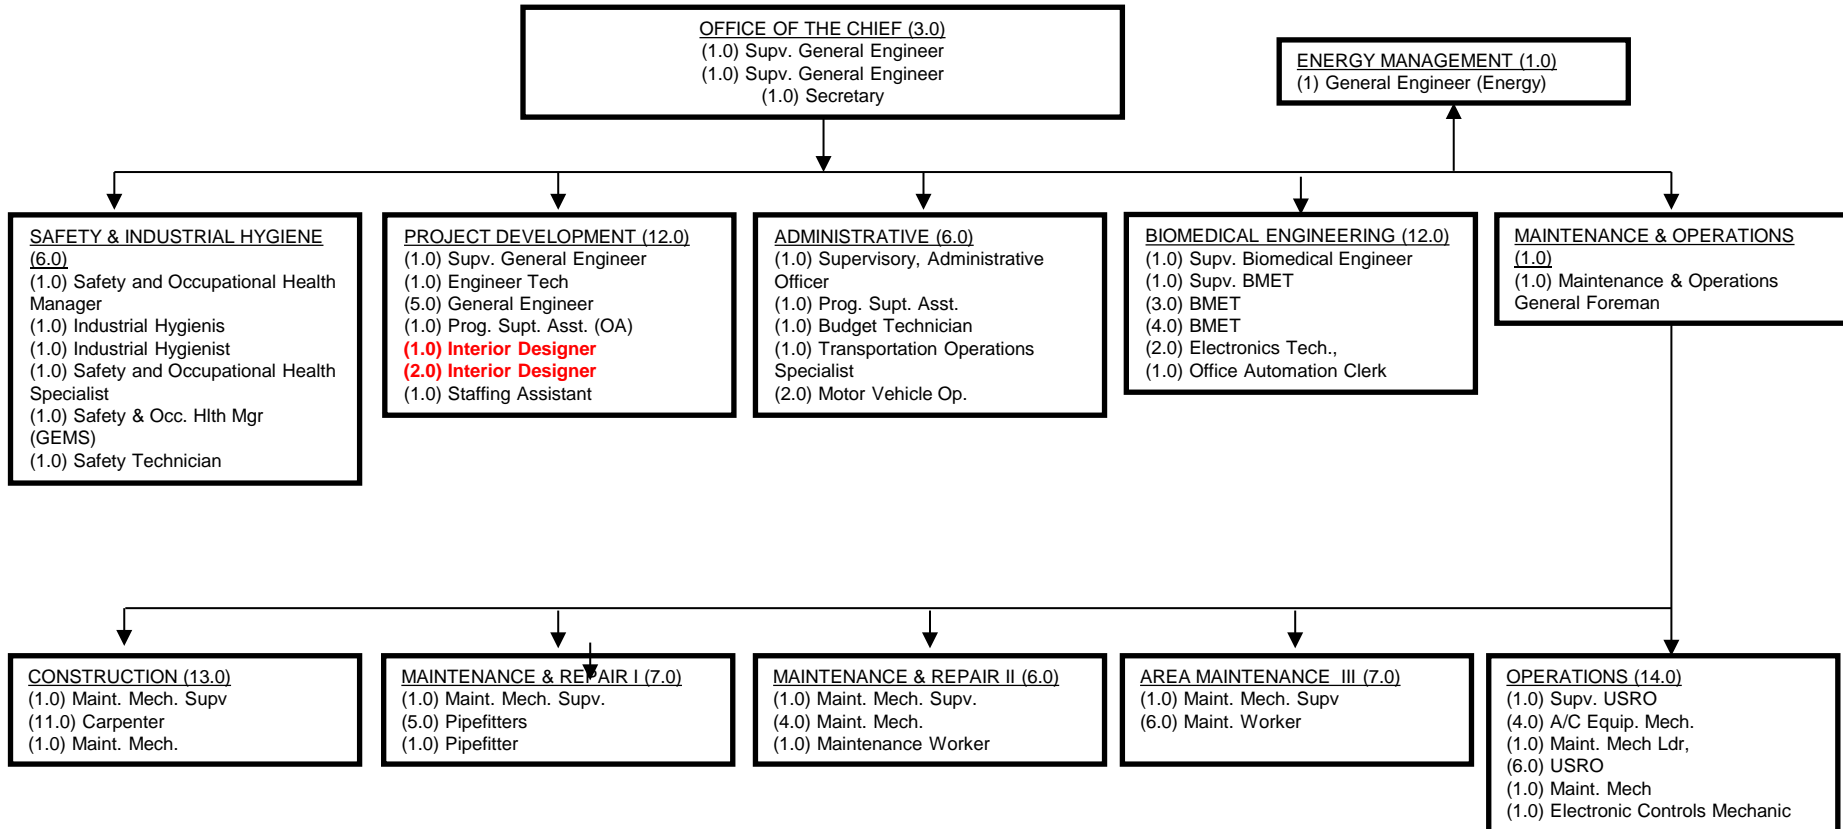 OFFICE OF THE CHIEF (3.0)
(1.0) Supv. General Engineer
(1.0) Supv. General Engineer
(1.0) Secretary
ENERGY MANAGEMENT (1.0)
(1) General Engineer (Energy)
SAFETY & INDUSTRIAL HYGIENE
(6.0)
(1.0) Safety and Occupational Health
Manager
(1.0) Industrial Hygienis
(1.0) Industrial Hygienist
(1.0) Safety and Occupational Health
Specialist
(1.0) Safety & Occ. Hlth Mgr
(GEMS)
(1.0) Safety Technician
PROJECT DEVELOPMENT (12.0)
(1.0) Supv. General Engineer
(1.0) Engineer Tech
(5.0) General Engineer
(1.0) Prog. Supt. Asst. (OA)
(1.0) Interior Designer
(2.0) Interior Designer
(1.0) Staffing Assistant
ADMINISTRATIVE (6.0)
(1.0) Supervisory, Administrative
Officer
(1.0) Prog. Supt. Asst.
(1.0) Budget Technician
(1.0) Transportation Operations
Specialist
(2.0) Motor Vehicle Op.
BIOMEDICAL ENGINEERING (12.0)
(1.0) Supv. Biomedical Engineer
(1.0) Supv. BMET
(3.0) BMET
(4.0) BMET
(2.0) Electronics Tech.,
(1.0) Office Automation Clerk
MAINTENANCE & OPERATIONS
(1.0)
(1.0) Maintenance & Operations
General Foreman
CONSTRUCTION (13.0)
(1.0) Maint. Mech. Supv
(11.0) Carpenter
(1.0) Maint. Mech.
MAINTENANCE & REPAIR I (7.0)
(1.0) Maint. Mech. Supv.
(5.0) Pipefitters
(1.0) Pipefitter
MAINTENANCE & REPAIR II (6.0)
(1.0) Maint. Mech. Supv.
(4.0) Maint. Mech.
(1.0) Maintenance Worker
AREA MAINTENANCE III (7.0)
(1.0) Maint. Mech. Supv
(6.0) Maint. Worker
OPERATIONS (14.0)
(1.0) Supv. USRO
(4.0) A/C Equip. Mech.
(1.0) Maint. Mech Ldr,
(6.0) USRO
(1.0) Maint. Mech
(1.0) Electronic Controls Mechanic